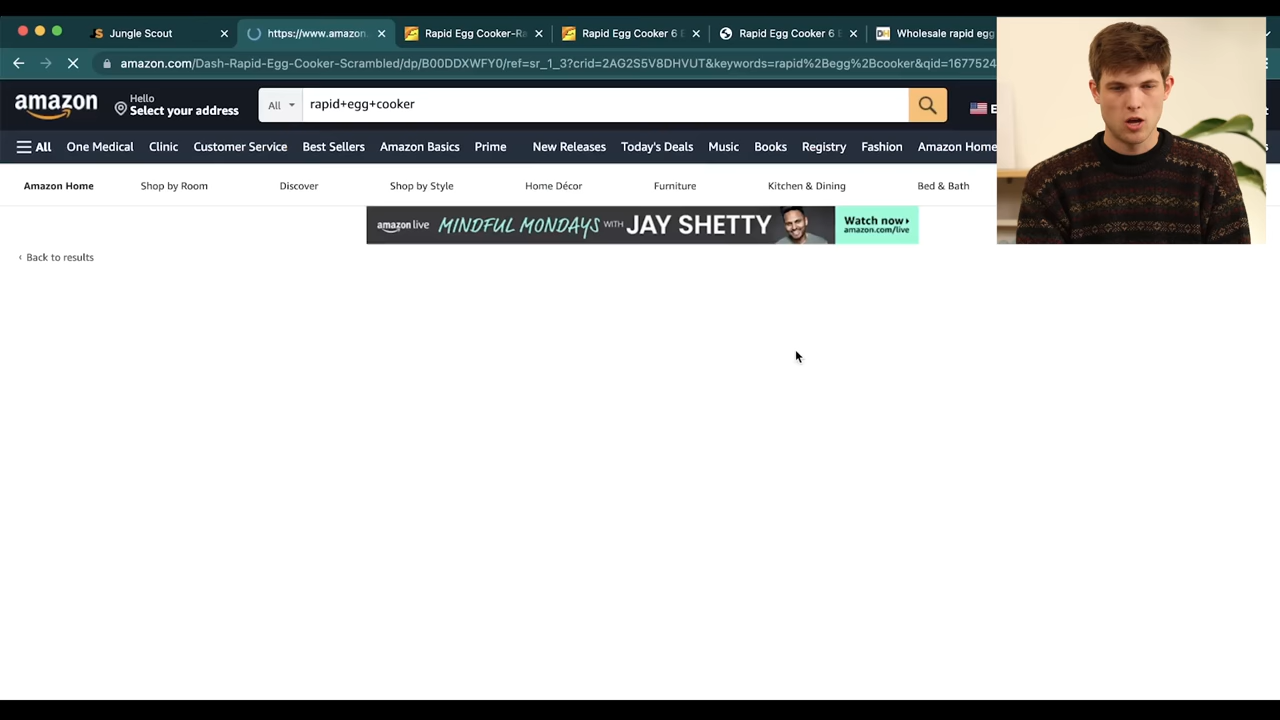 Jungle Scout
https://www.amazon.
Rapid Egg Cooker-Ra
Rapid Egg Cooker 6 E
Rapid Egg Cooker 6 E
DH
Wholesale rapid egg
amazon.com/Dash-Rapid-Egg-Cooker-Scrambled/dp/B00DDXWFY0/ref=sr_1_3?crid=2AG2S5V8DHVUT&keywords=rapid%2Begg%2Bcooker&qid=1677524
amazon
Hello
Select your address
All
rapid+egg+cooker
E
All
One Medical
Clinic
Customer Service
Best Sellers
Amazon Basics
Prime
New Releases
Today's Deals
Music
Books
Registry
Fashion
Amazon Home
Amazon Home
Shop by Room
Discover
Shop by Style
Home Décor
Furniture
Kitchen & Dining
Bed & Bath
amazon live MINDFUL MONDAYS WITH JAY SHETTY
Watch now
amazon.com/live
‹ Back to results